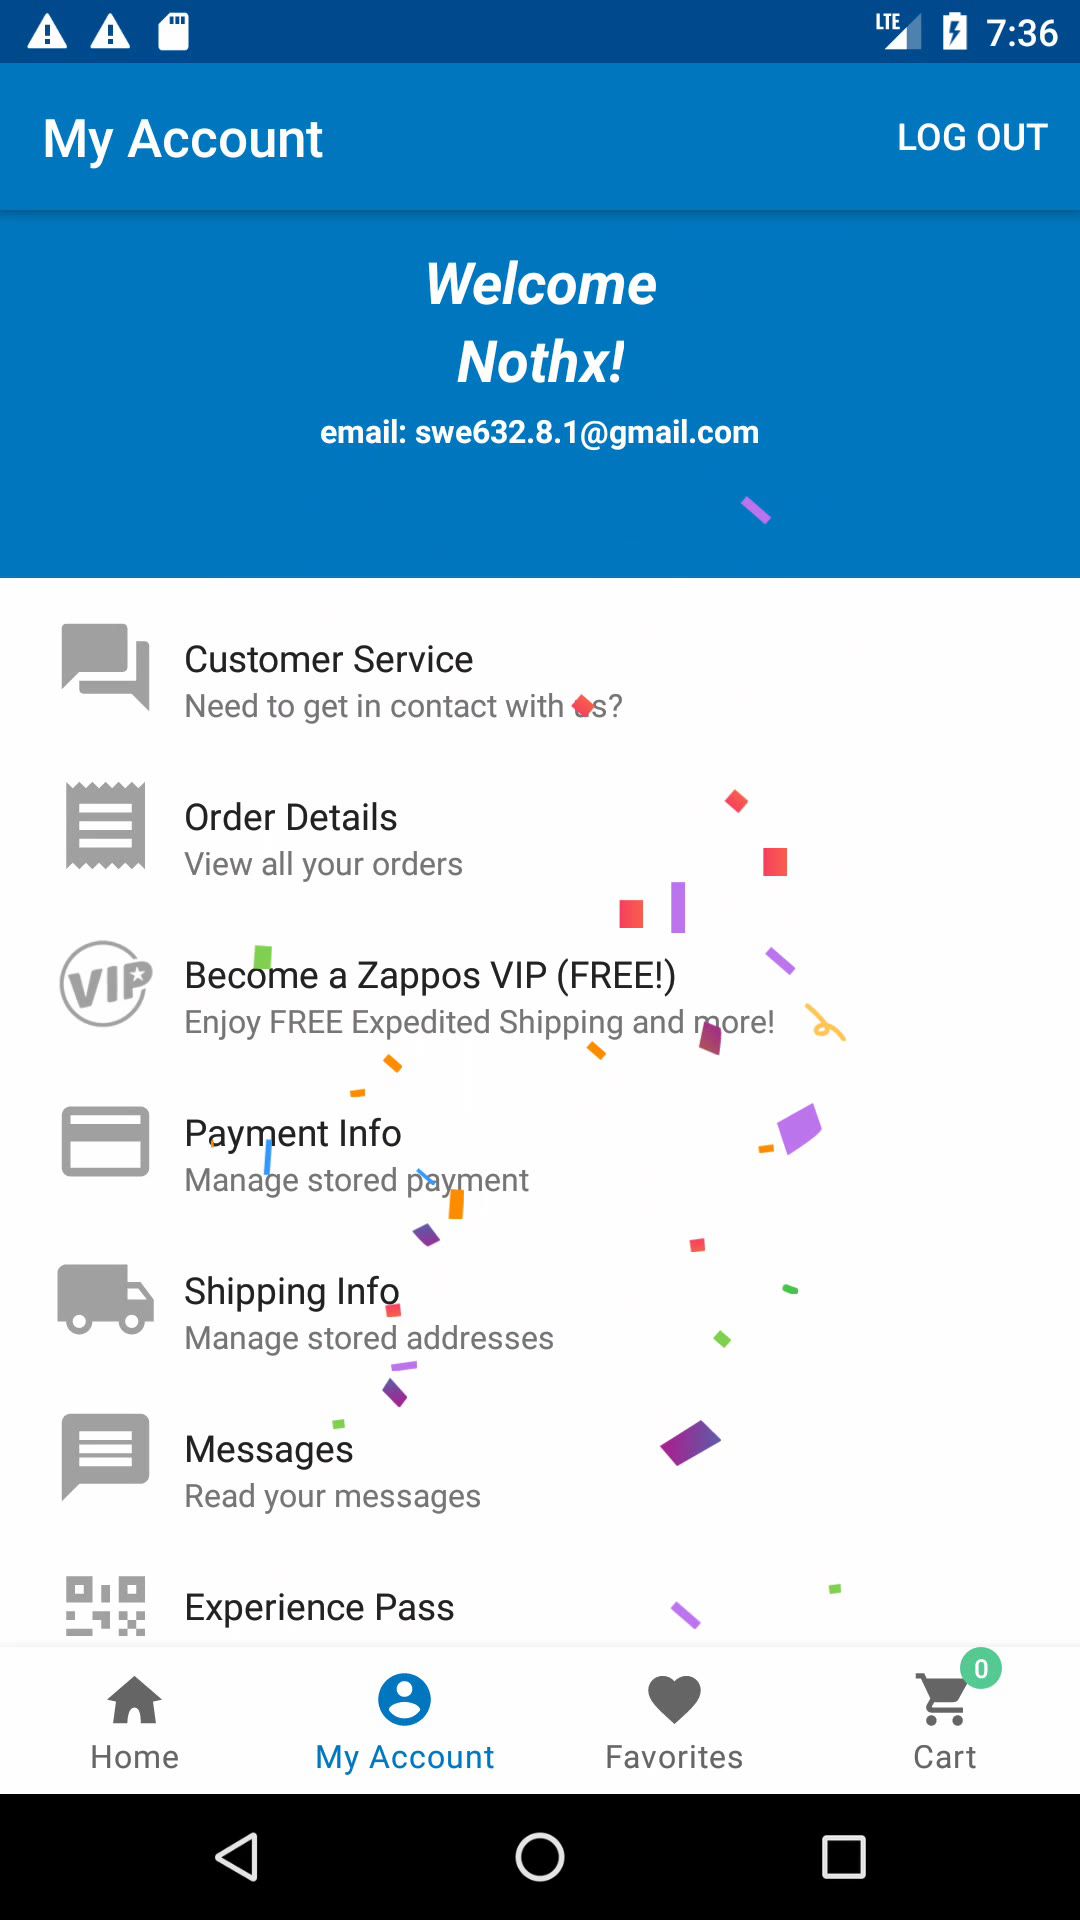 LTE 7:36
My Account LOG OUT
Welcome
Nothx!
email: swe632.8.1@gmail.com
Customer Service
Need to get in contact with us?
Order Details
View all your orders
VIP
Become a Zappos VIP (FREE!)
Enjoy FREE Expedited Shipping and more!
Payment Info
Manage stored payment
Shipping Info
Manage stored addresses
Messages
Read your messages
Experience Pass
0
Home My Account Favorites Cart